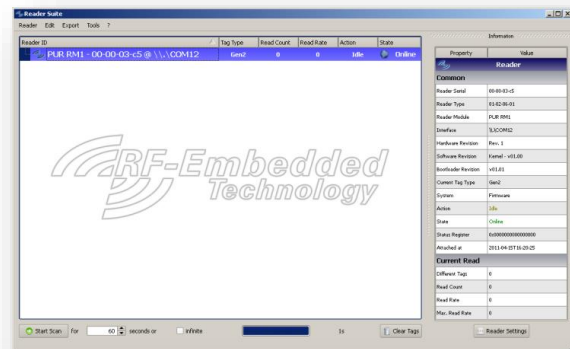 Reader Suite
Reader Edit Export Tools ?
Reader ID Tag Type Read Count Read Rate Action State
PUR RM1 - 00-00-03-c5 @ \\.\COM12 Gen2 0 0 Idle Online
RF-Embedded
Technology
Start Scan for 60 seconds or infinite 1s Clear Tags
Information
Property Value
Reader
Common
Reader Serial 00-00-03-c5
Reader Type 01-02-06-01
Reader Module PUR RM1
Interface \\.\COM12
Hardware Revision Rev. 1
Software Revision Kernel - v01.00
Bootloader Revision v01.01
Current Tag Type Gen2
System Firmware
Action Idle
State Online
Status Register 0x0000000000000000
Attached at 2011-04-15T16:20:25
Current Read
Different Tags 0
Read Count 0
Read Rate 0
Max. Read Rate 0
Reader Settings